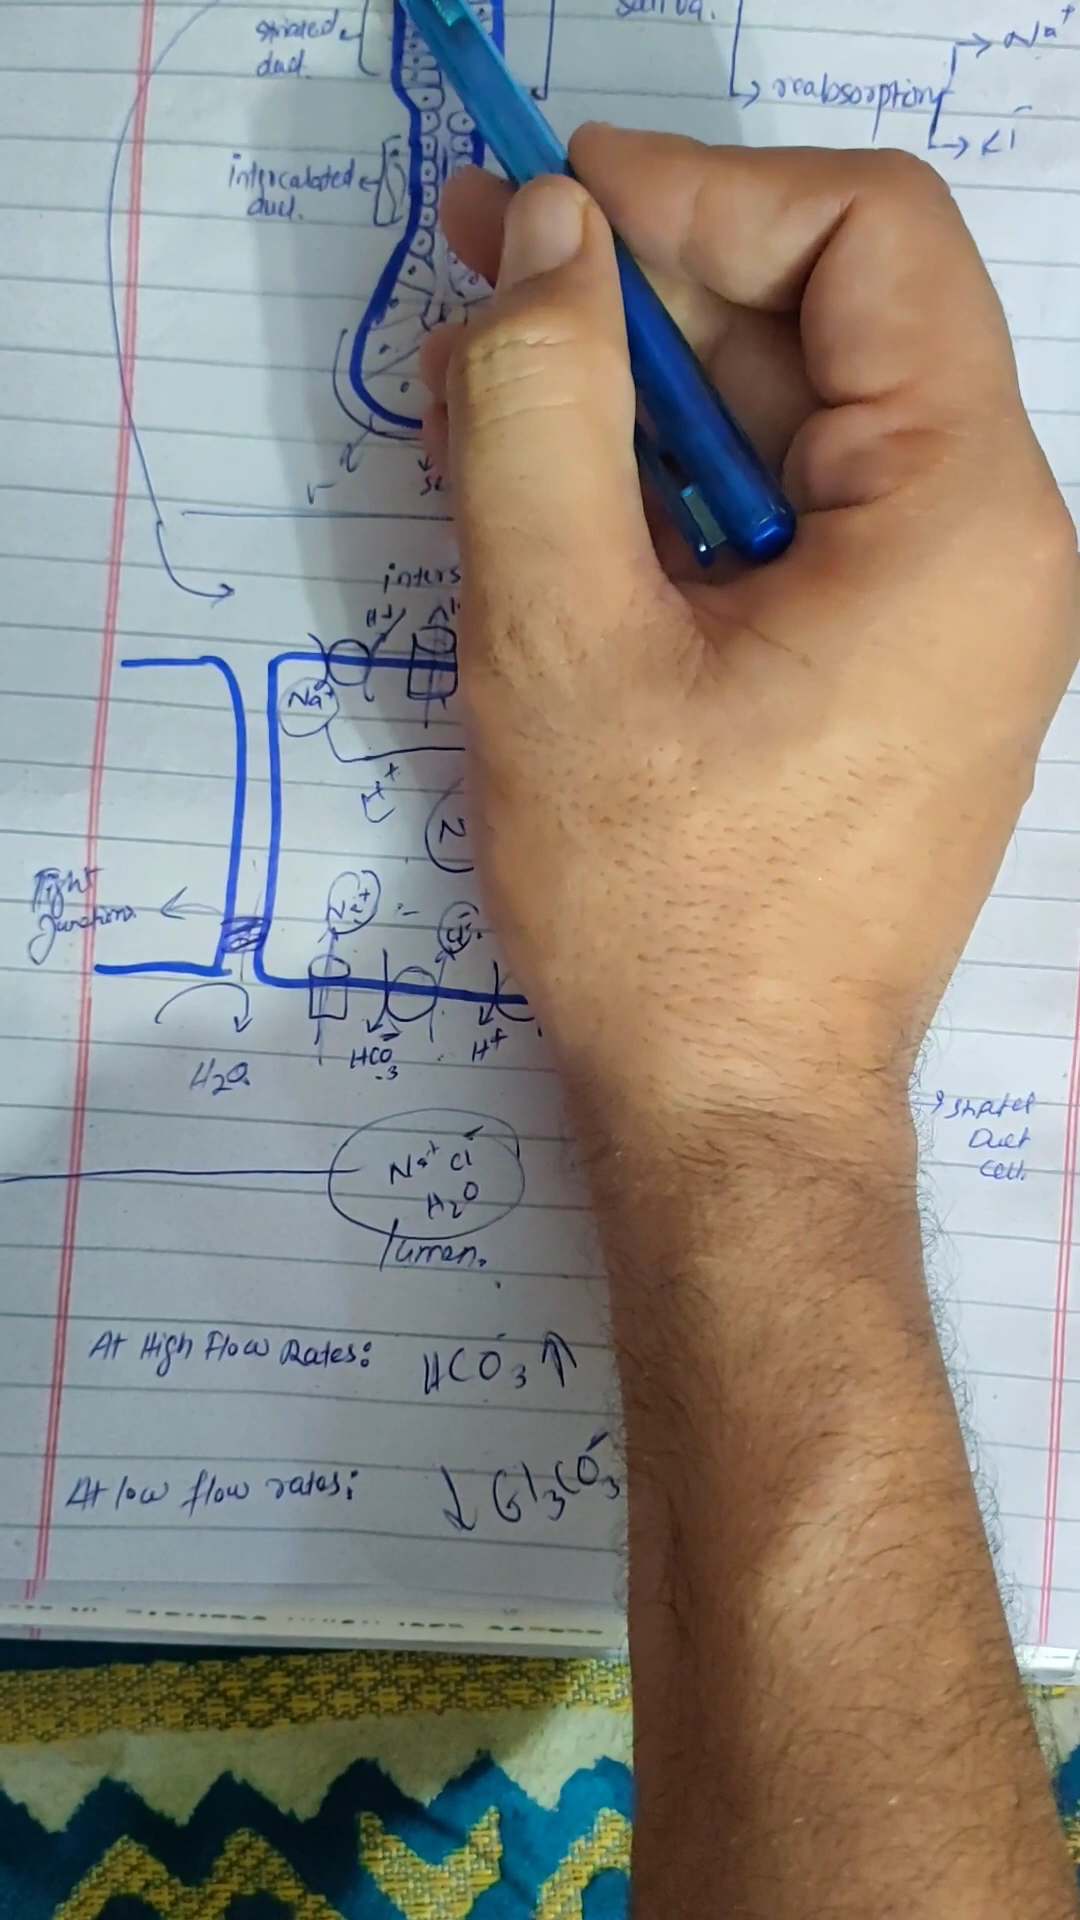 saliva.
striated
duct.
Na+
reabsorption
Cl-
intercalated
duct.
inters
H+
Na+
H+
N
Tight
Junctions
Na+
Cl-
HCO3-
H+
H2O
striated
Duct
Cell.
Na+ Cl-
H2O
lumen.
At High Flow Rates: HCO3- ↑
At low flow rates: ↓